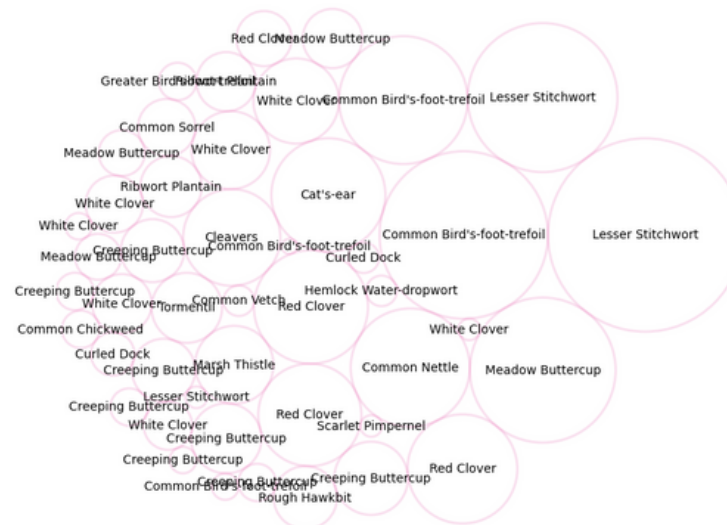 Red Clover
Meadow Buttercup
Greater Bird's-foot-trefoil
Ribwort Plantain
White Clover
Common Bird's-foot-trefoil
Lesser Stitchwort
Common Sorrel
Meadow Buttercup
White Clover
Ribwort Plantain
Cat's-ear
White Clover
White Clover
Cleavers
Common Bird's-foot-trefoil
Lesser Stitchwort
Creeping Buttercup
Common Bird's-foot-trefoil
Meadow Buttercup
Curled Dock
Creeping Buttercup
Hemlock Water-dropwort
White Clover
Tormentil
Common Vetch
Red Clover
Common Chickweed
White Clover
Curled Dock
Creeping Buttercup
Marsh Thistle
Common Nettle
Meadow Buttercup
Lesser Stitchwort
Creeping Buttercup
Red Clover
White Clover
Scarlet Pimpernel
Creeping Buttercup
Creeping Buttercup
Red Clover
Creeping Buttercup
Creeping Buttercup
Common Bird's-foot-trefoil
Rough Hawkbit